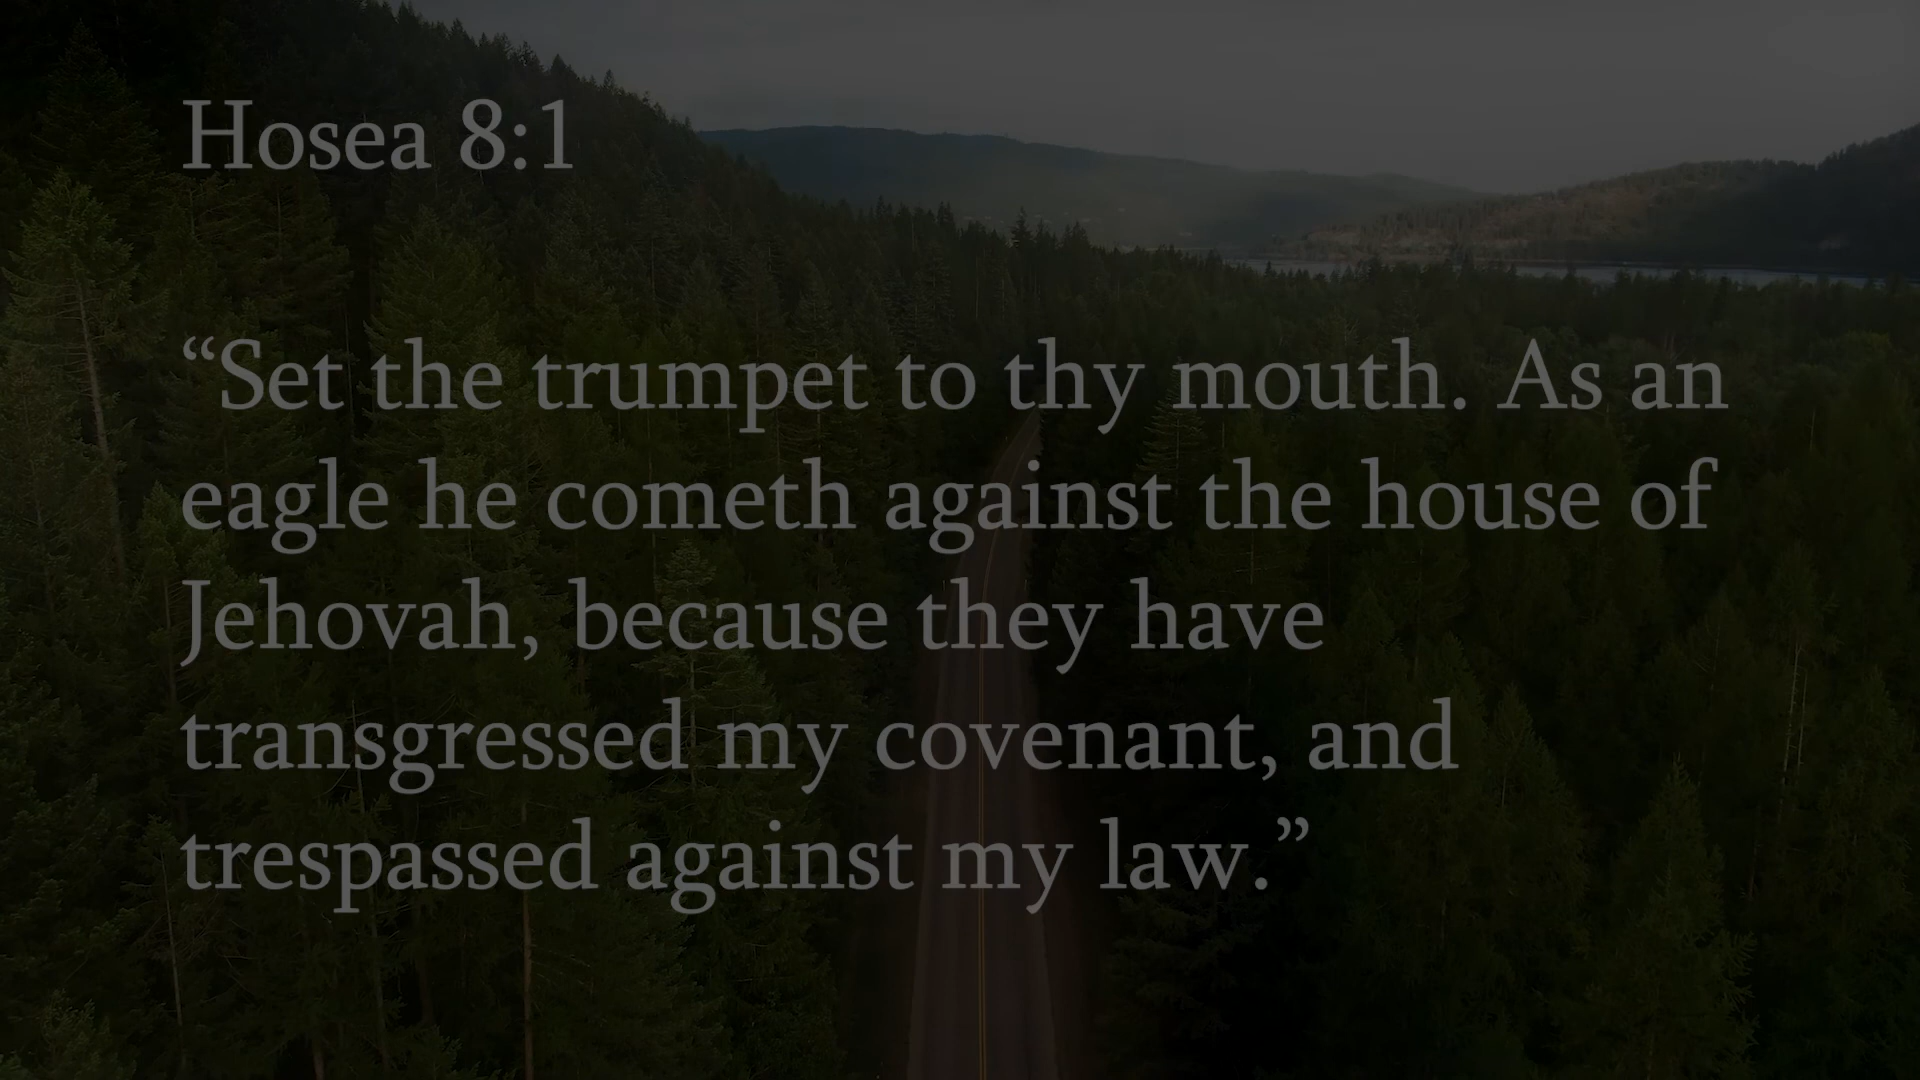 Hosea 8:1
“Set the trumpet to thy mouth. As an
eagle he cometh against the house of
Jehovah, because they have
transgressed my covenant, and
trespassed against my law.”